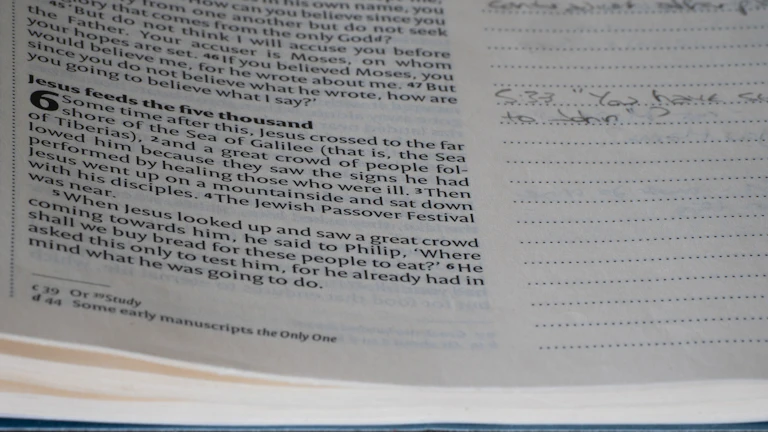 How can you believe since you
glory that comes from the only God ᵈ?
45 ‘But do not think I will accuse you before
the Father. Your accuser is Moses, on whom
your hopes are set. 46 If you believed Moses, you
would believe me, for he wrote about me. 47 But
since you do not believe what he wrote, how are
you going to believe what I say?’
Jesus feeds the five thousand
6 Some time after this, Jesus crossed to the far
shore of the Sea of Galilee (that is, the Sea
of Tiberias), 2 and a great crowd of people fol-
lowed him because they saw the signs he had
performed by healing those who were ill. 3 Then
Jesus went up on a mountainside and sat down
with his disciples. 4 The Jewish Passover Festival
was near.
5 When Jesus looked up and saw a great crowd
coming towards him, he said to Philip, ‘Where
shall we buy bread for these people to eat?’ 6 He
asked this only to test him, for he already had in
mind what he was going to do.
c 39 Or 39 Study
d 44 Some early manuscripts the Only One
5:33 "You have
to John"?